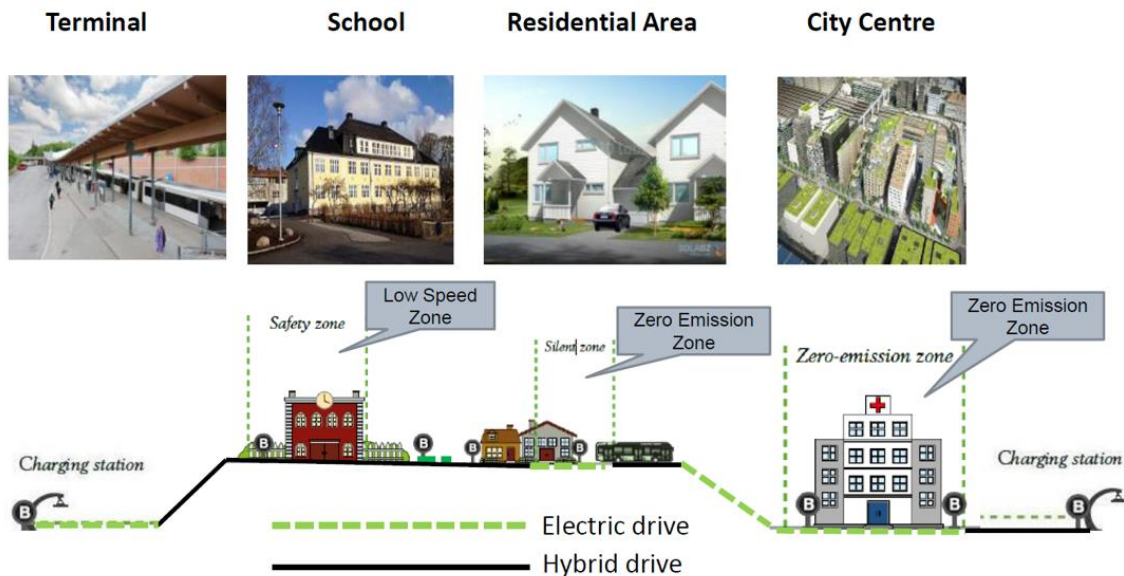 Terminal
School
Residential Area
City Centre
SOLABZ
Low Speed
Zone
Safety zone
Zero Emission
Zone
Silent zone
Zero Emission
Zone
Zero-emission zone
Charging station
B
B
B
B
B
B
B
Charging station
B
Electric drive
Hybrid drive